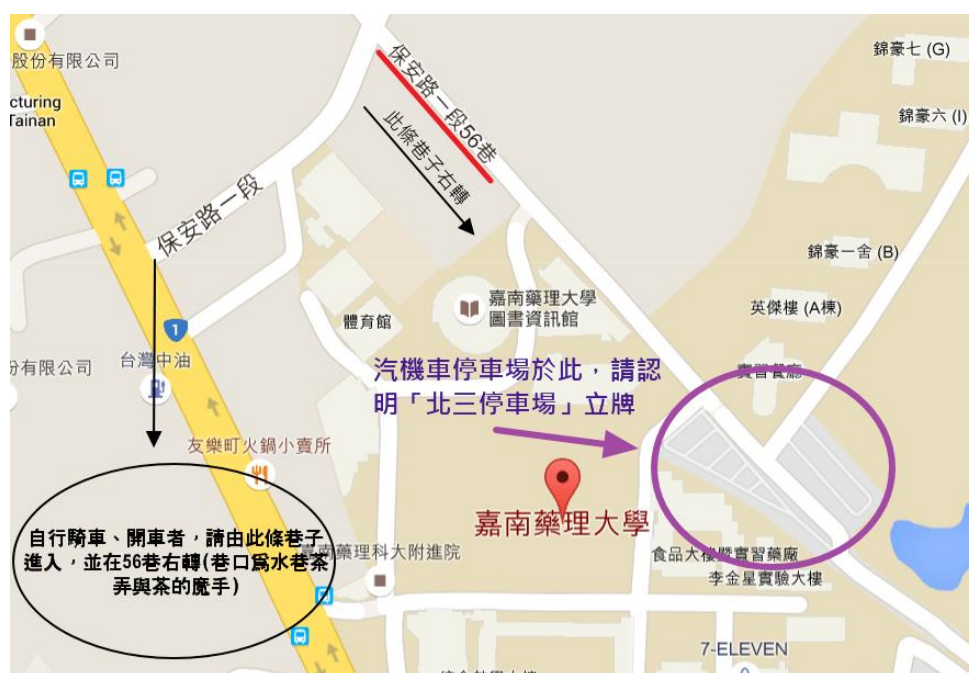 股份有限公司
cturing
Tainan
保安路一段56巷
此條巷子右轉
保安路一段
錦豪七 (G)
錦豪六 (I)
錦豪一舍 (B)
英傑樓 (A棟)
嘉南藥理大學
圖書資訊館
體育館
1
台灣中油
份有限公司
汽機車停車場於此，請認
明「北三停車場」立牌
實習餐廳
友樂町火鍋小賣所
嘉南藥理大學
自行騎車、開車者，請由此條巷子
進入，並在56巷右轉(巷口為水巷茶
弄與茶的魔手)
嘉南藥理科大附進院
食品大樓暨實習藥廠
李金星實驗大樓
7-ELEVEN